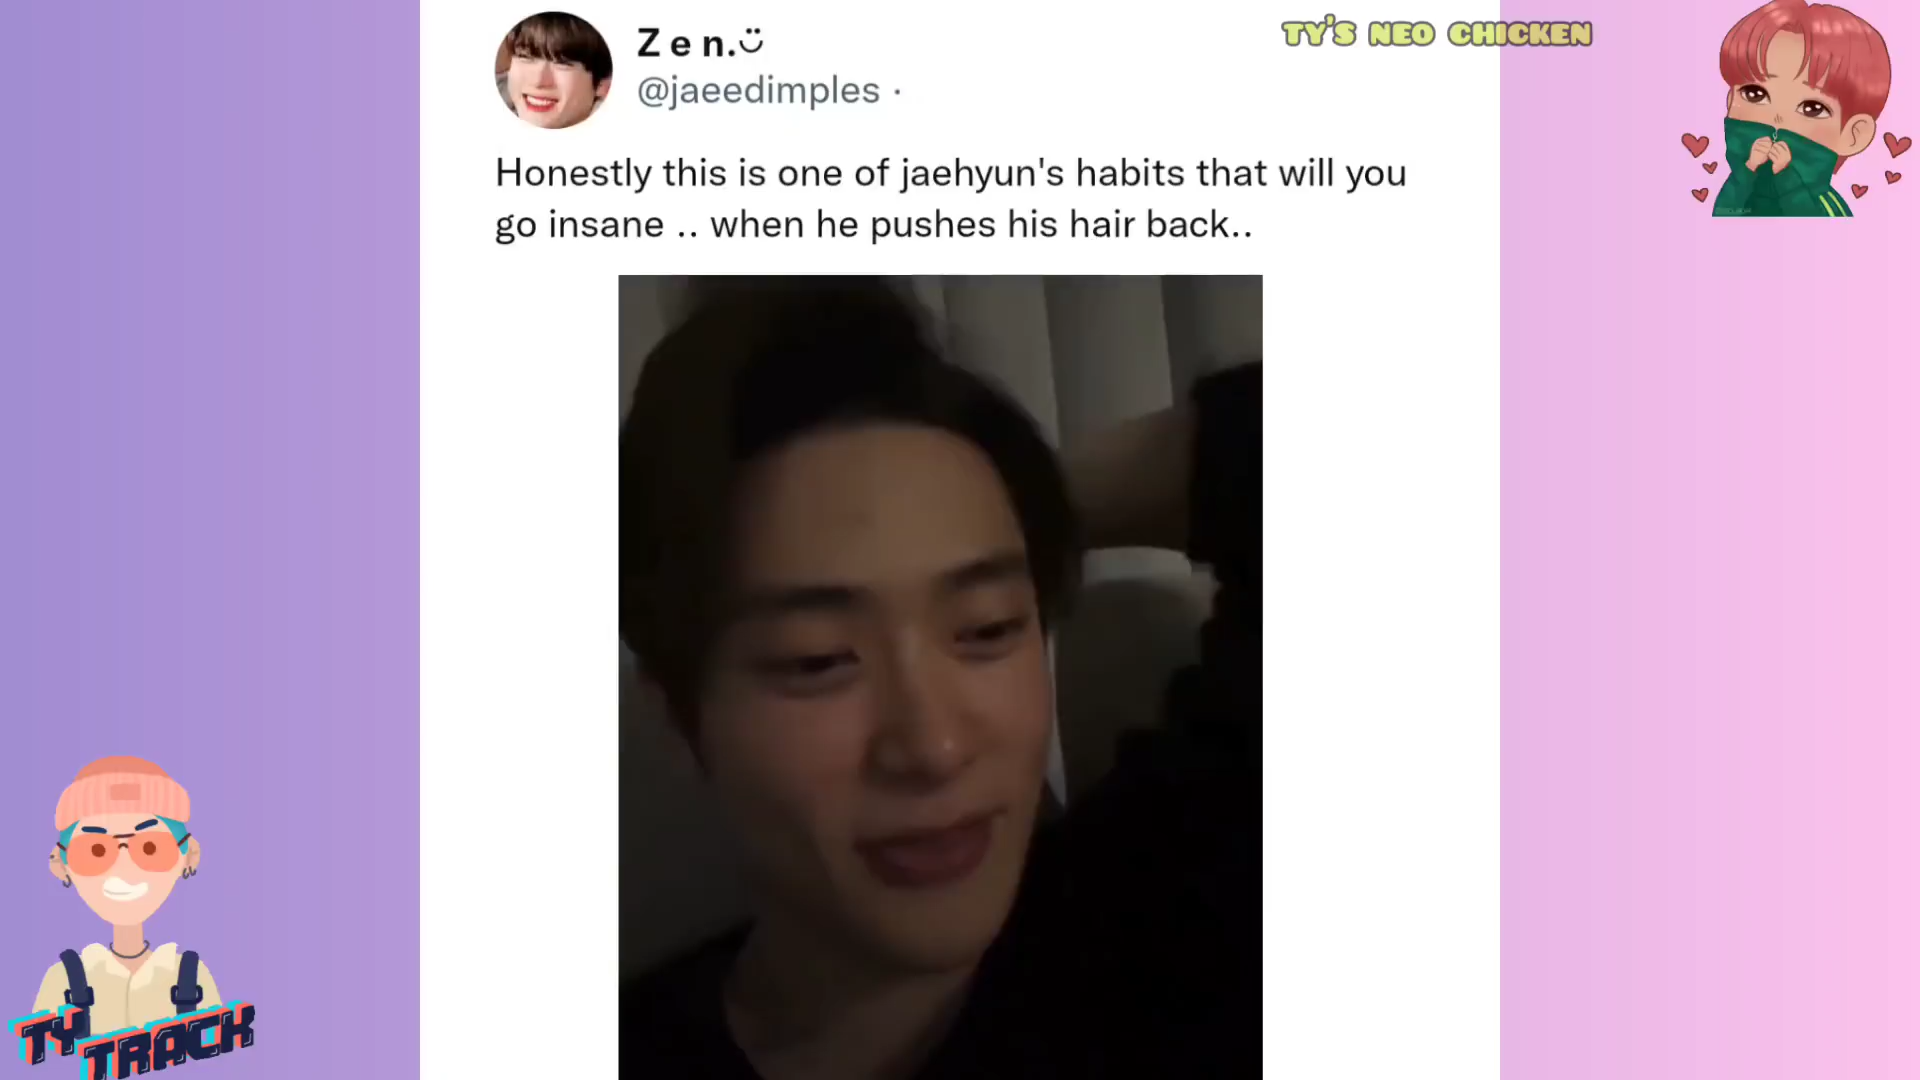 Z e n.
@jaeedimples ·
TY'S NEO CHICKEN
Honestly this is one of jaehyun's habits that will you
go insane .. when he pushes his hair back..
TY
TRACK